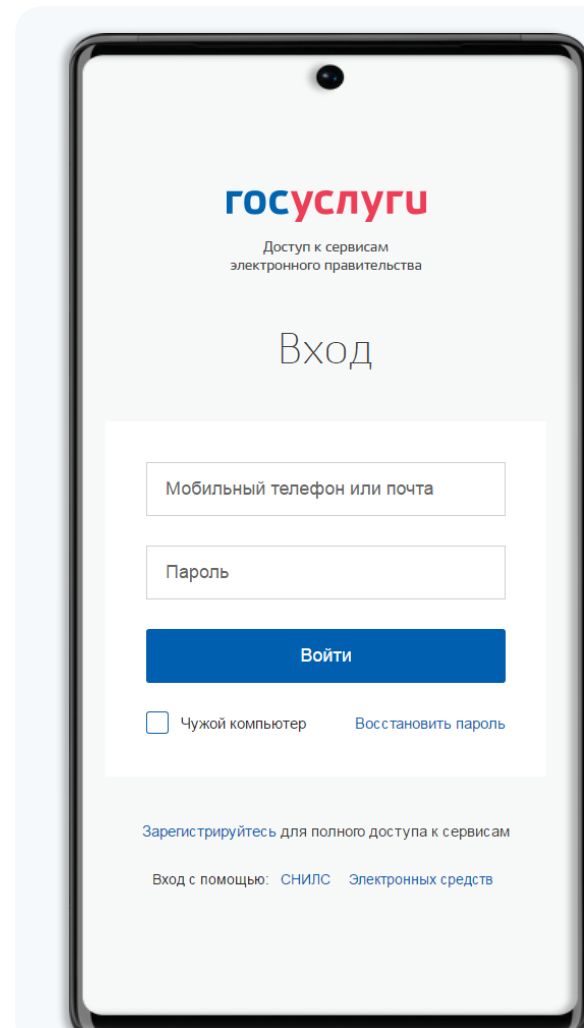 госуслуги
Доступ к сервисам
электронного правительства
Вход
Мобильный телефон или почта
Пароль
Войти
Чужой компьютер Восстановить пароль
Зарегистрируйтесь для полного доступа к сервисам
Вход с помощью: СНИЛС Электронных средств